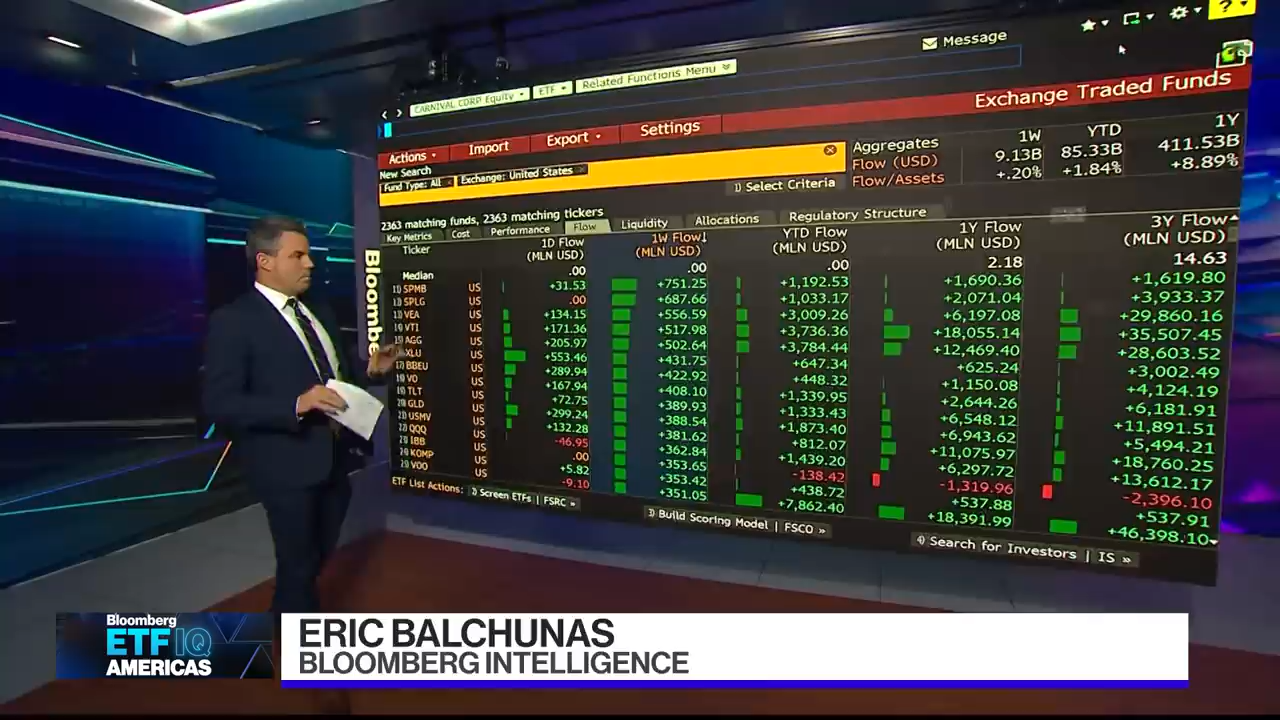 Message
CARNIVAL CORP Equity ETF Related Functions Menu
Exchange Traded Funds
Actions Import Export Settings
New Search
Fund Type: All Exchange: United States
1) Select Criteria
Aggregates 1W YTD 1Y
Flow (USD) 9.13B 85.33B 411.53B
Flow/Assets +.20% +1.84% +8.89%
2363 matching funds, 2363 matching tickers
Key Metrics Cost Performance Flow Liquidity Allocations Regulatory Structure
Ticker 1D Flow (MLN USD) 1W Flow↓ (MLN USD) YTD Flow (MLN USD) 1Y Flow (MLN USD) 3Y Flow (MLN USD)
Median .00 .00 .00 2.18 14.63
SPMB US +31.53 +751.25 +1,192.53 +1,690.36 +1,619.80
SPLG US .00 +687.66 +1,033.17 +2,071.04 +3,933.37
VEA US +134.15 +556.59 +3,009.26 +6,197.08 +29,860.16
VTI US +171.36 +517.98 +3,736.36 +18,055.14 +35,507.45
AGG US +205.97 +502.64 +3,784.44 +12,469.40 +28,603.52
XLU US +553.46 +431.75 +647.34 +625.24 +3,002.49
BBEU US +289.94 +422.92 +448.32 +1,150.08 +4,124.19
VO US +167.94 +408.10 +1,339.95 +2,644.26 +6,181.91
TLT US +72.75 +389.93 +1,333.43 +6,548.12 +11,891.51
GLD US +299.24 +388.54 +1,873.40 +6,943.62 +5,494.21
USMV US +132.28 +381.62 +812.07 +11,075.97 +18,760.25
QQQ US -46.95 +362.84 +1,439.20 +6,297.72 +13,612.17
IBB US .00 +353.65 -138.42 -1,319.96 -2,396.10
KOMP US +5.82 +353.42 +438.72 +537.88 +537.91
VOO US -9.10 +351.05 +7,862.40 +18,391.99 +46,398.10
ETF List Actions: 2) Screen ETFs | FSRC » 3) Build Scoring Model | FSCO » 4) Search for Investors | IS »
Bloombe
Bloomberg
ETF IQ
AMERICAS
ERIC BALCHUNAS
BLOOMBERG INTELLIGENCE